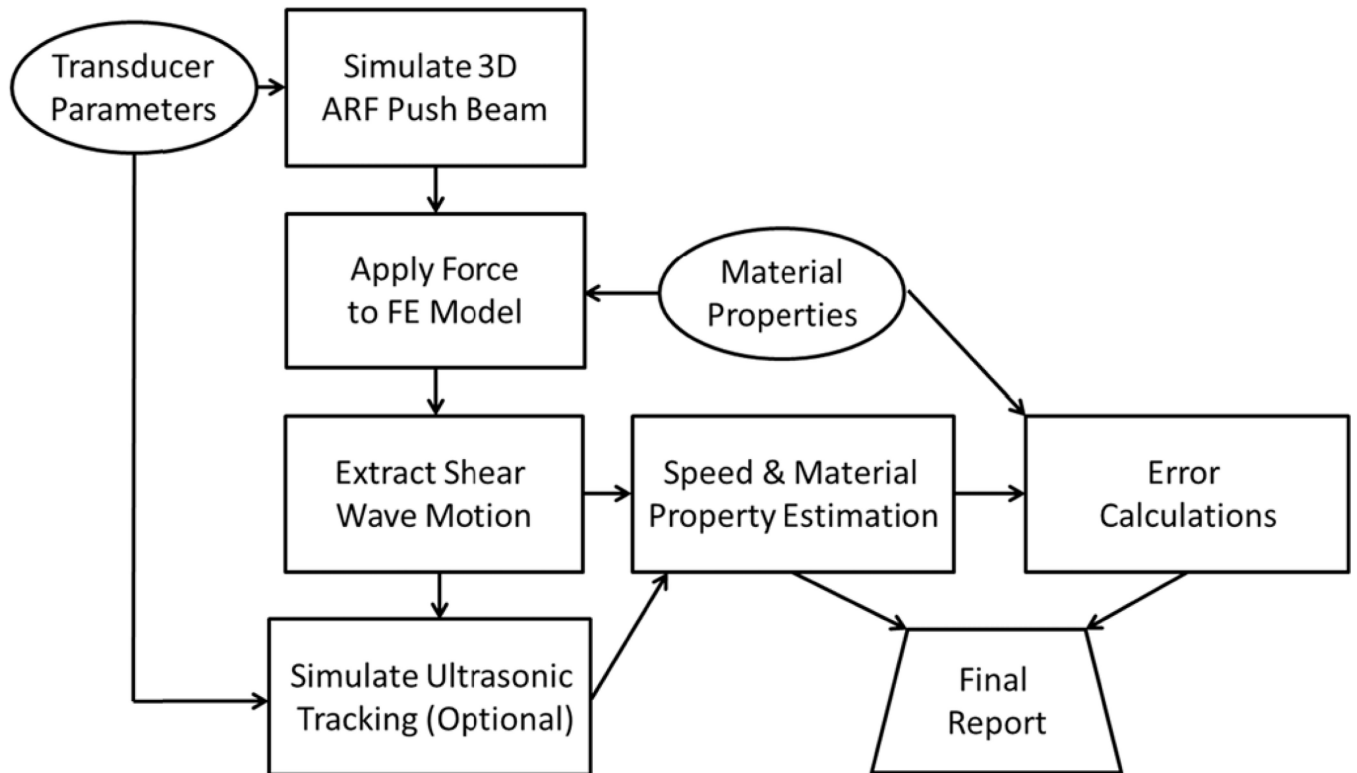 Transducer
Parameters
Simulate 3D
ARF Push Beam
Apply Force
to FE Model
Material
Properties
Extract Shear
Wave Motion
Speed & Material
Property Estimation
Error
Calculations
Simulate Ultrasonic
Tracking (Optional)
Final
Report